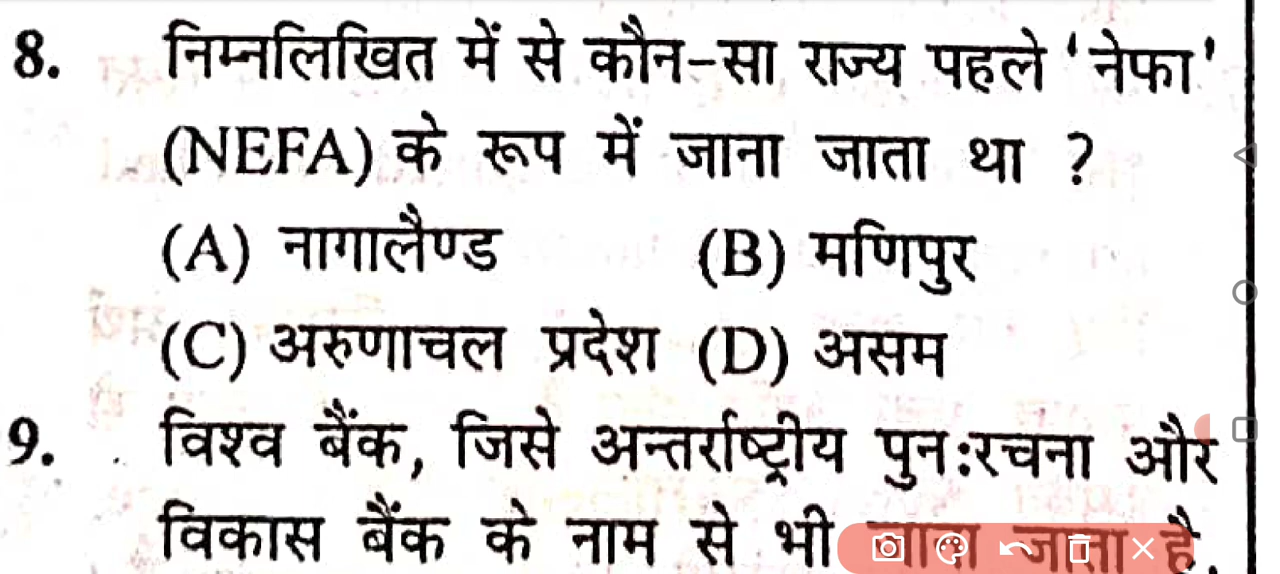 8. निम्नलिखित में से कौन-सा राज्य पहले 'नेफा'
(NEFA) के रूप में जाना जाता था ?
(A) नागालैण्ड (B) मणिपुर
(C) अरुणाचल प्रदेश (D) असम
9. विश्व बैंक, जिसे अन्तर्राष्ट्रीय पुनःरचना और
विकास बैंक के नाम से भी जाना जाता है,